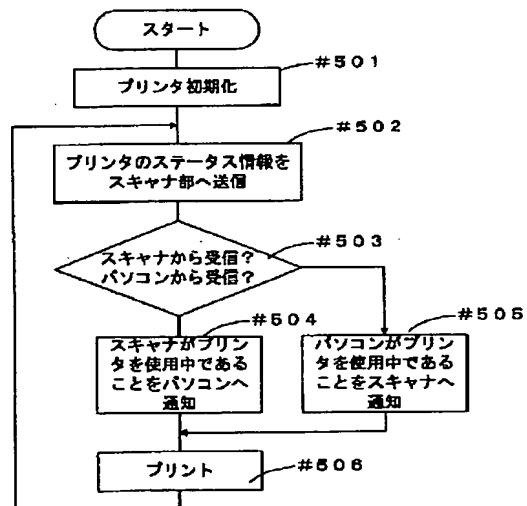 スタート
#501
プリンタ初期化
#502
プリンタのステータス情報を
スキャナ部へ送信
#503
スキャナから受信?
パソコンから受信?
#504
スキャナがプリン
タを使用中である
ことをパソコンへ
通知
#505
パソコンがプリン
タを使用中である
ことをスキャナへ
通知
プリント
#506